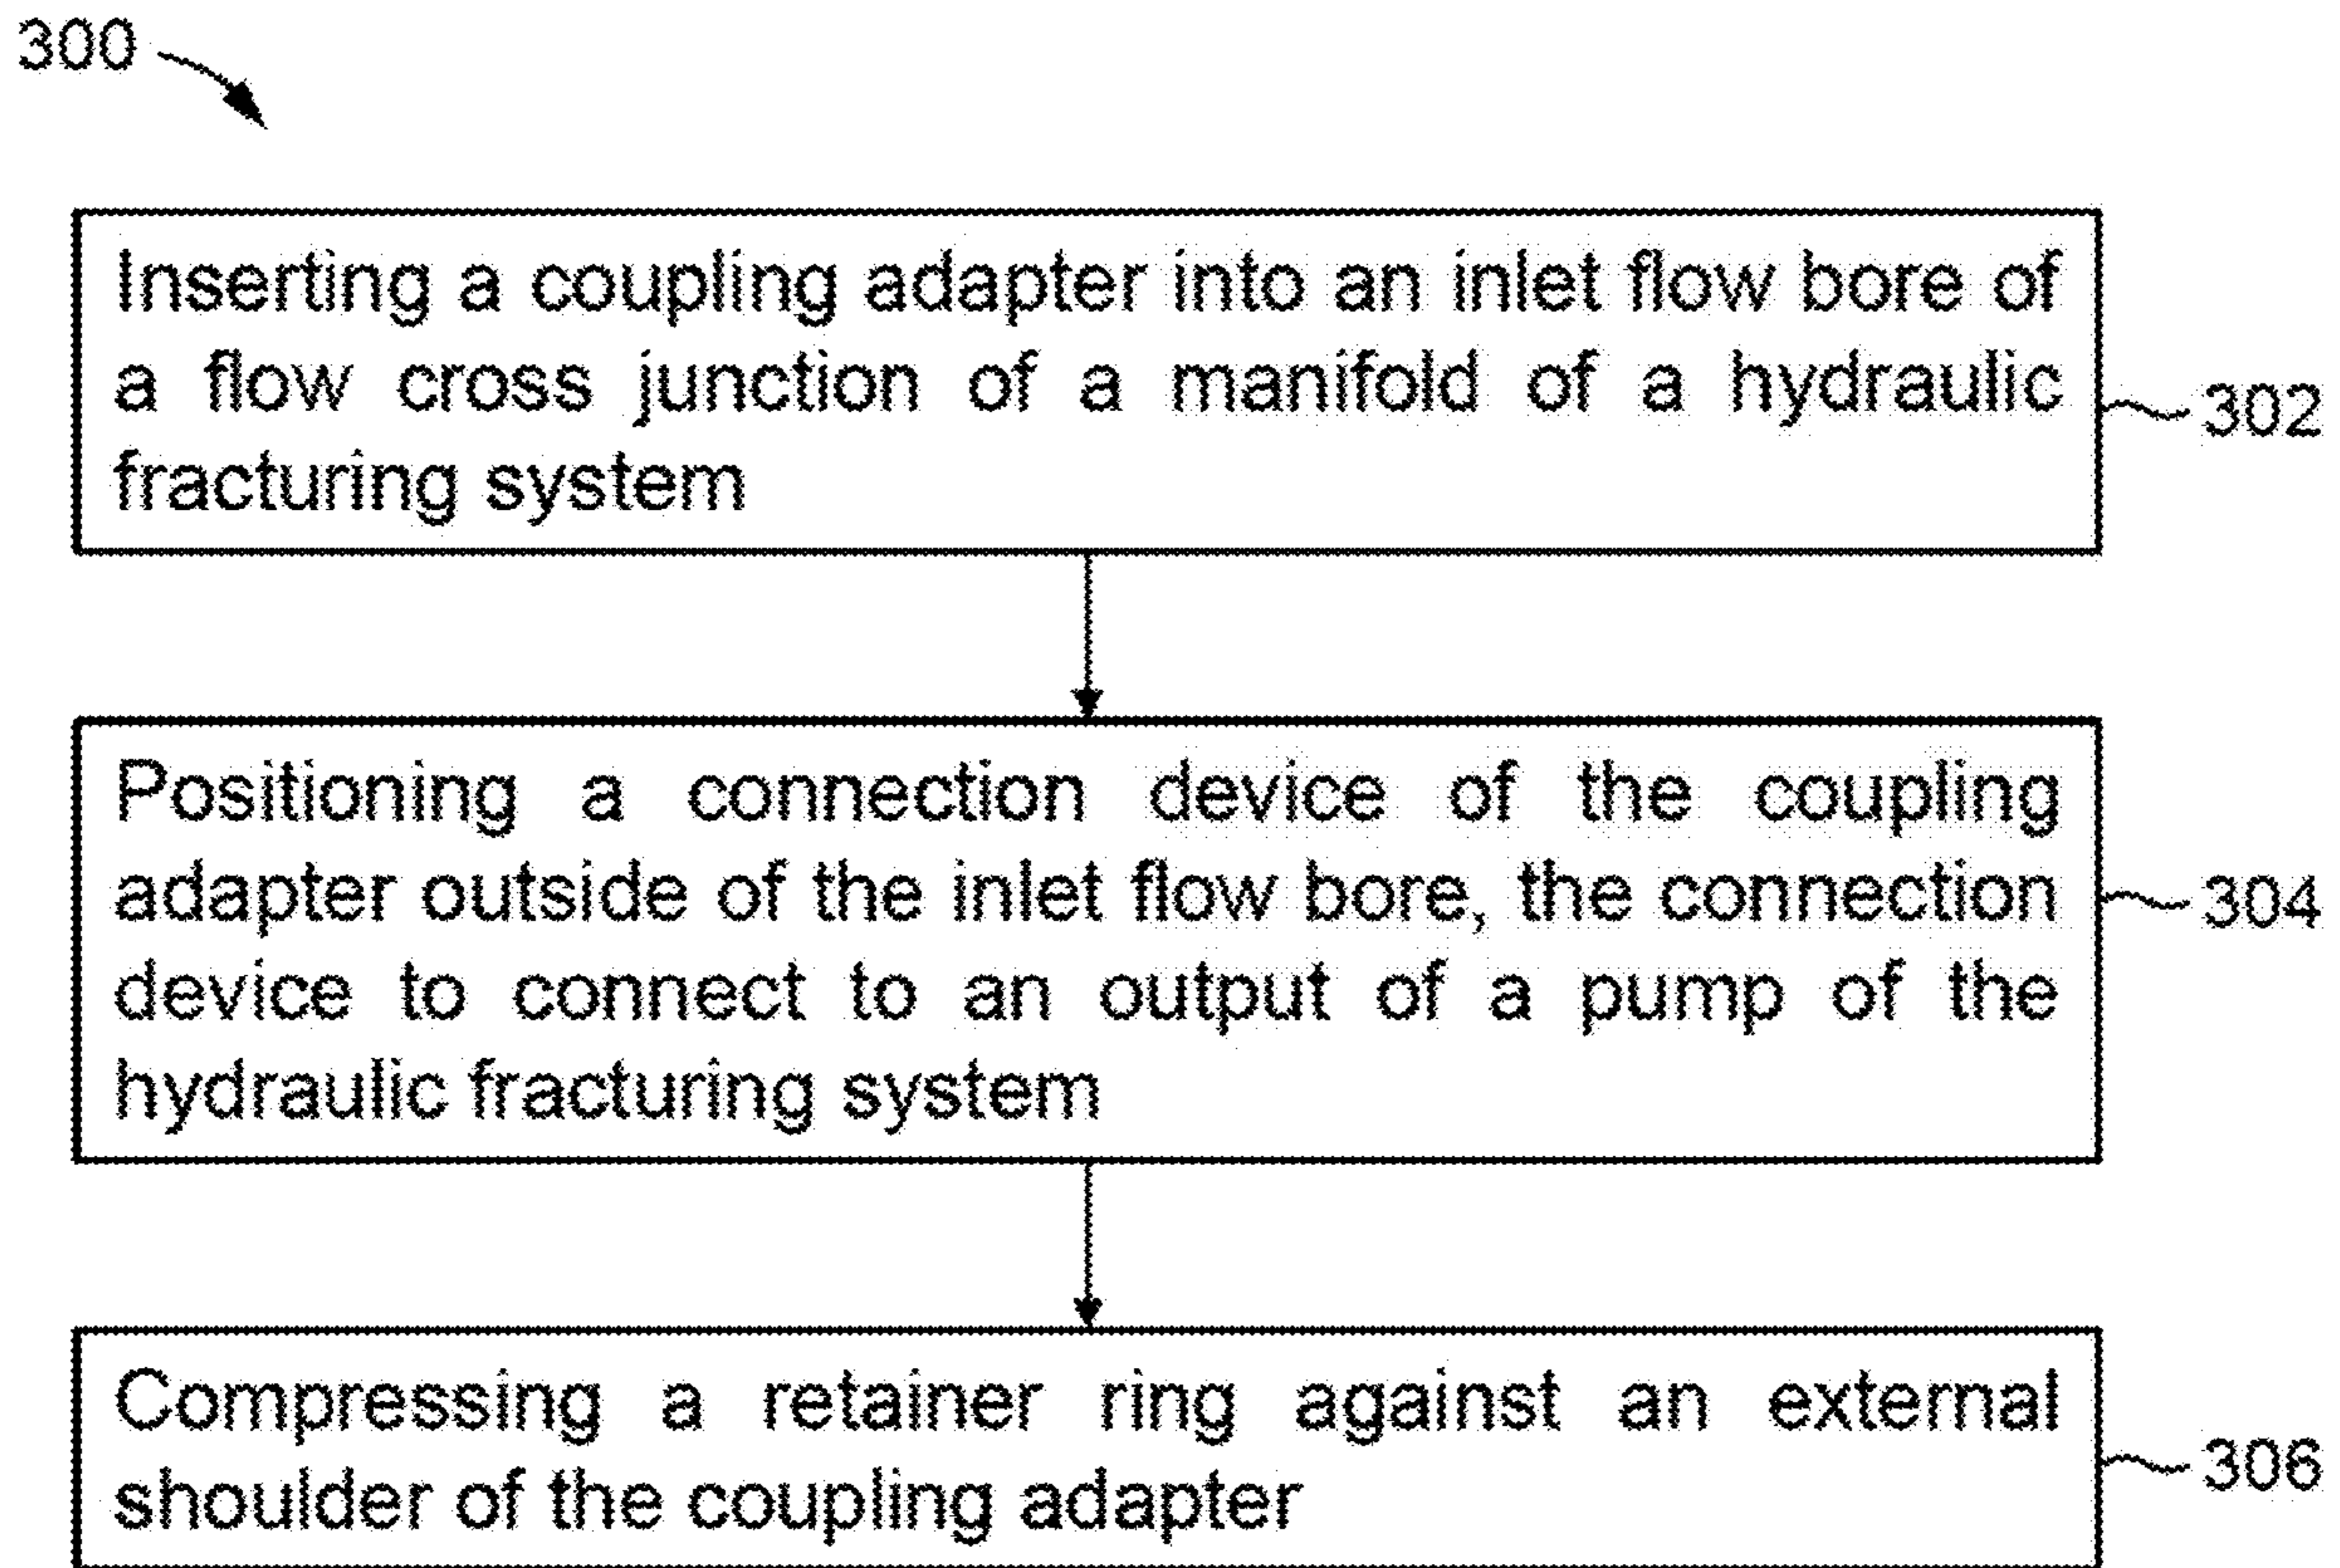 300
Inserting a coupling adapter into an inlet flow bore of
a flow cross junction of a manifold of a hydraulic
fracturing system
302
Positioning a connection device of the coupling
adapter outside of the inlet flow bore, the connection
device to connect to an output of a pump of the
hydraulic fracturing system
304
Compressing a retainer ring against an external
shoulder of the coupling adapter
306